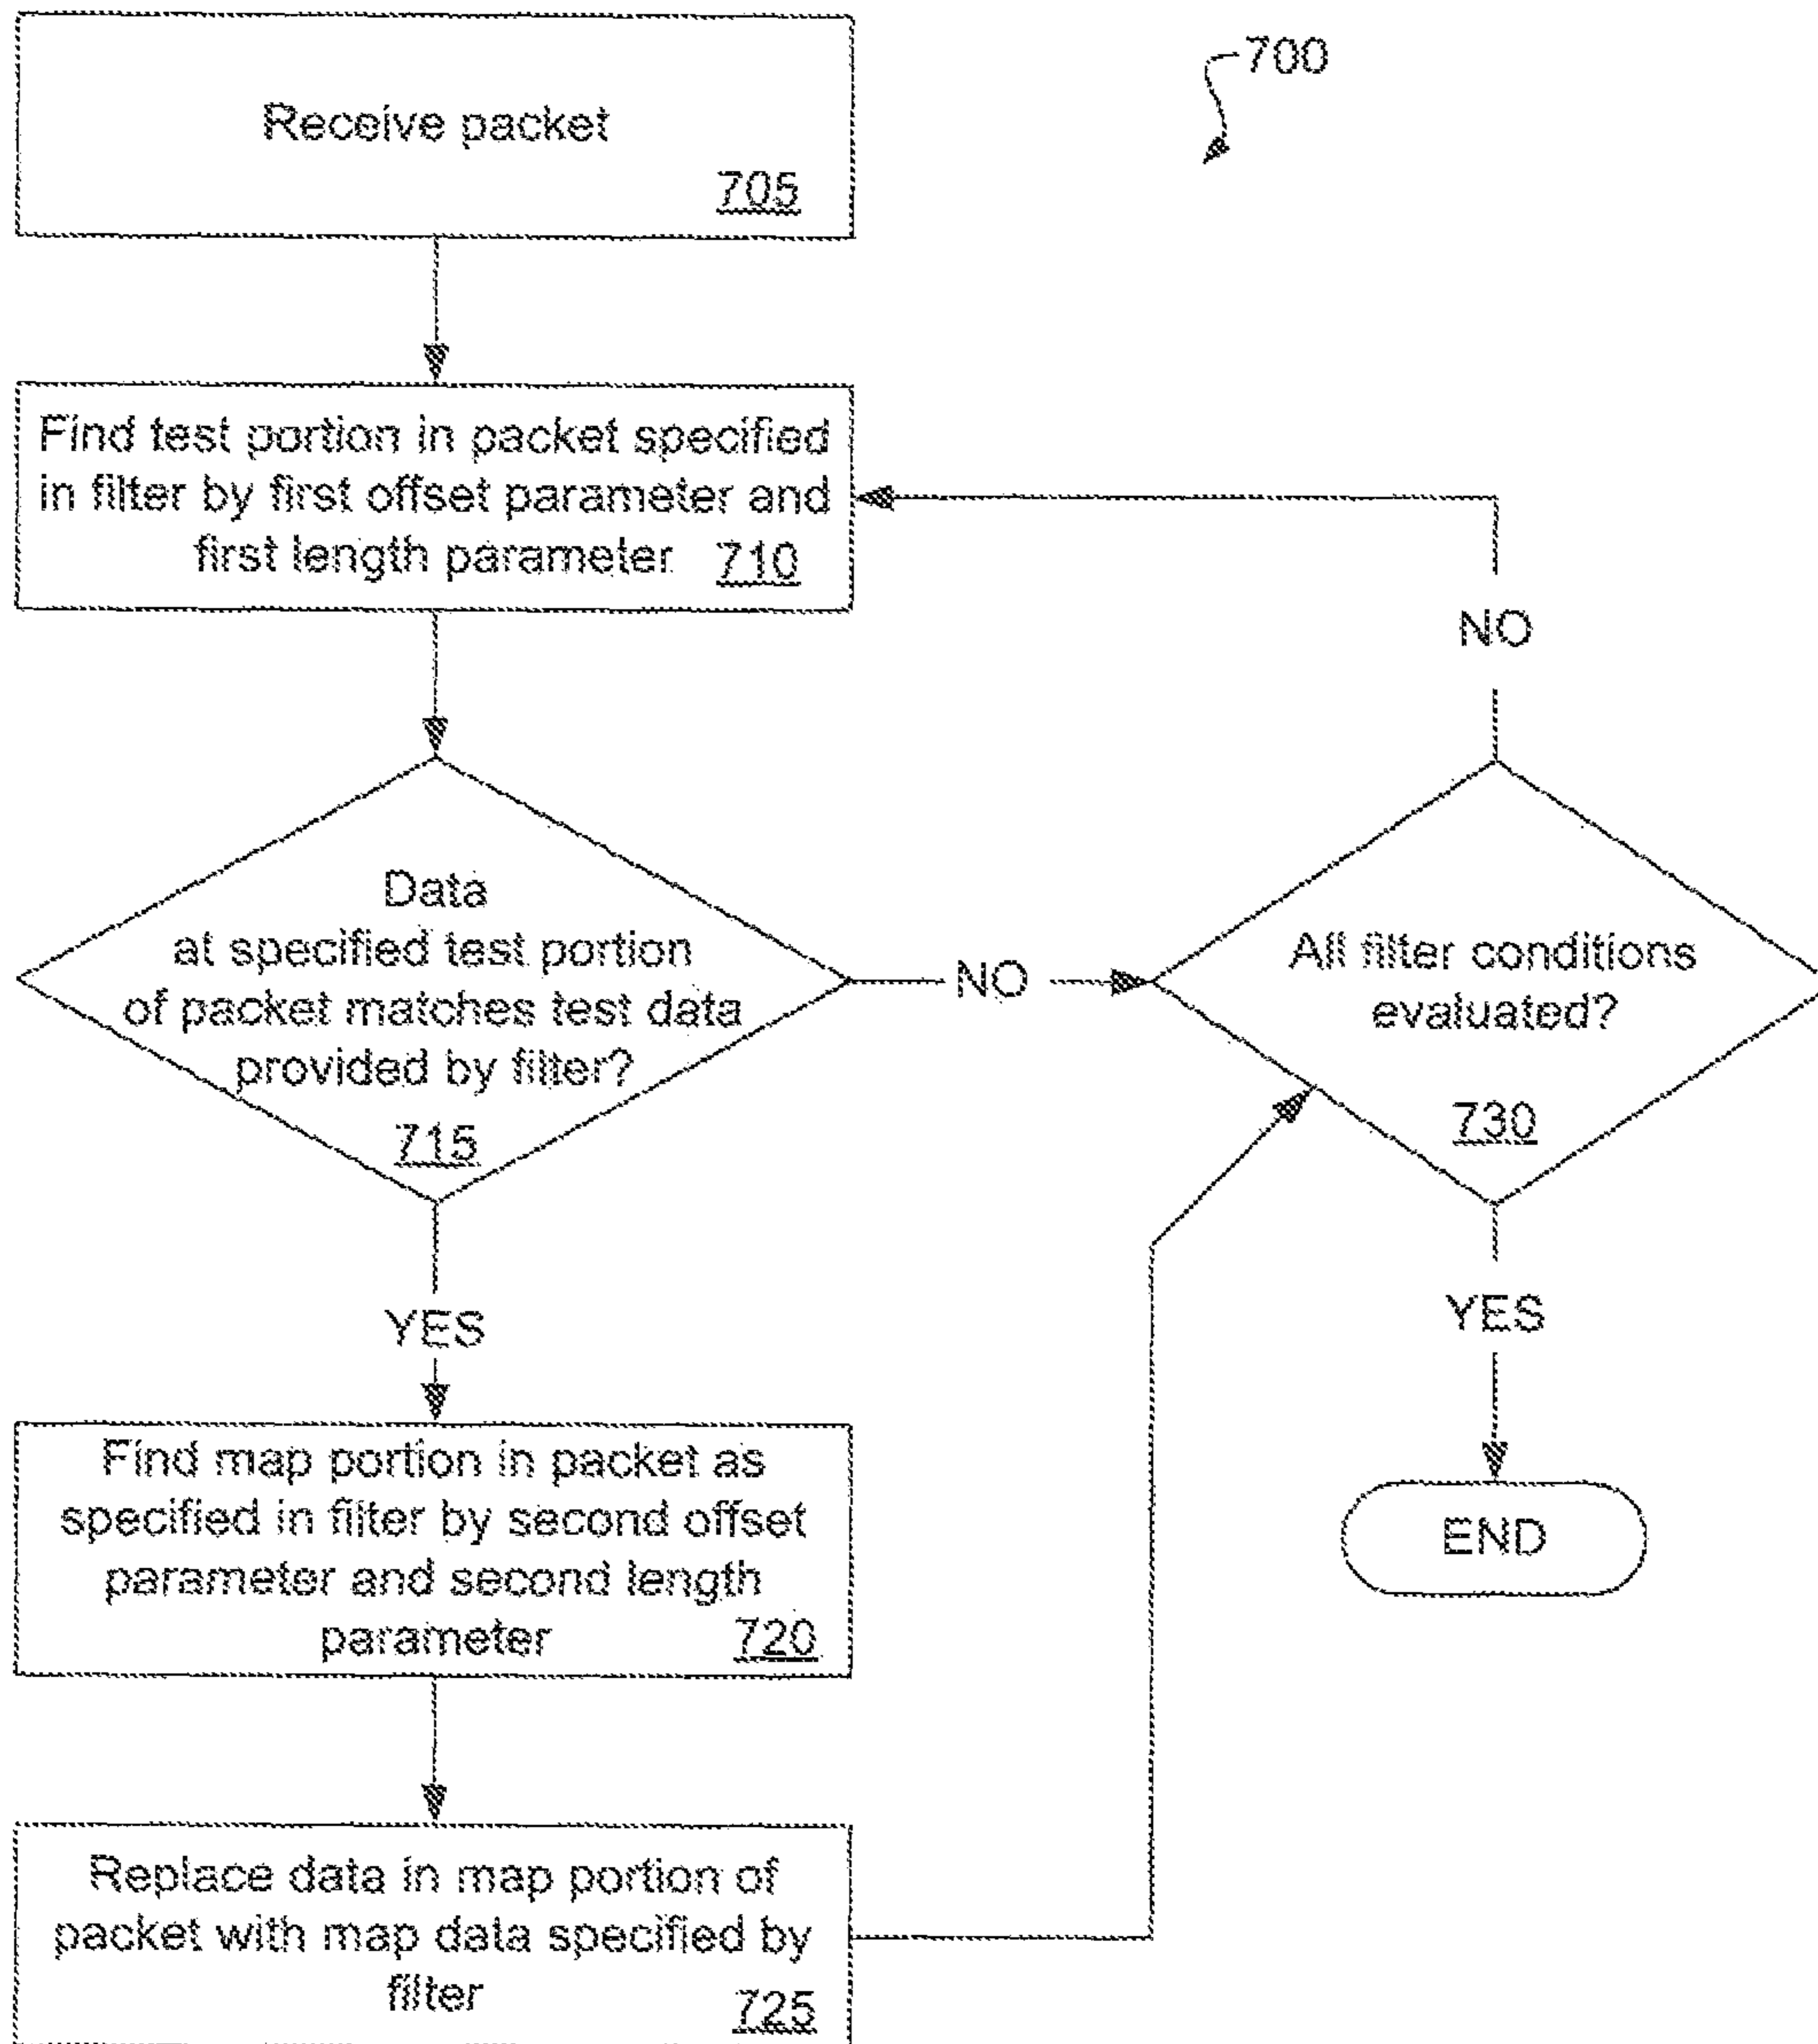 700
Receive packet
705
Find test portion in packet specified
in filter by first offset parameter and
first length parameter 710
NO
Data
at specified test portion
of packet matches test data
provided by filter?
715
NO
All filter conditions
evaluated?
730
YES
YES
Find map portion in packet as
specified in filter by second offset
parameter and second length
parameter 720
END
Replace data in map portion of
packet with map data specified by
filter 725